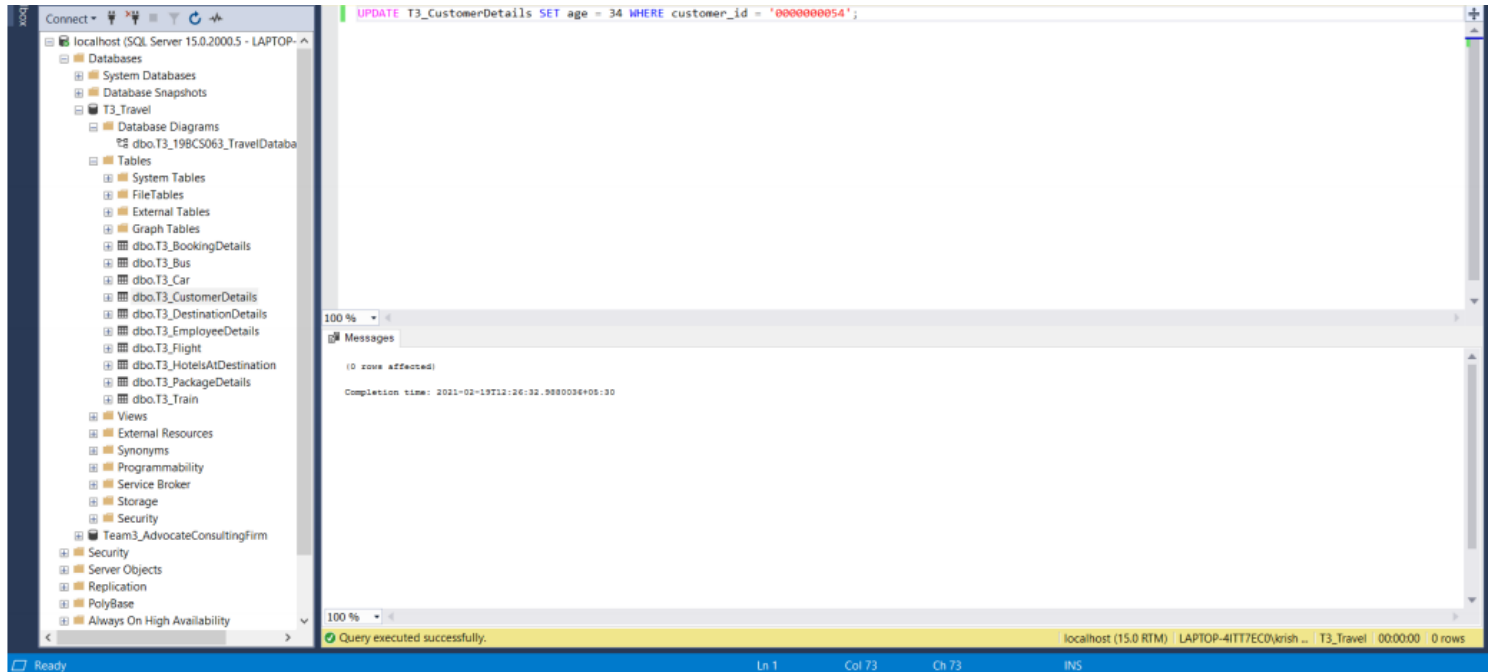 box
Connect
localhost (SQL Server 15.0.2000.5 - LAPTOP-
Databases
System Databases
Database Snapshots
T3_Travel
Database Diagrams
dbo.T3_19BCS063_TravelDataba
Tables
System Tables
FileTables
External Tables
Graph Tables
dbo.T3_BookingDetails
dbo.T3_Bus
dbo.T3_Car
dbo.T3_CustomerDetails
dbo.T3_DestinationDetails
dbo.T3_EmployeeDetails
dbo.T3_Flight
dbo.T3_HotelsAtDestination
dbo.T3_PackageDetails
dbo.T3_Train
Views
External Resources
Synonyms
Programmability
Service Broker
Storage
Security
Team3_AdvocateConsultingFirm
Security
Server Objects
Replication
PolyBase
Always On High Availability
UPDATE T3_CustomerDetails SET age = 34 WHERE customer_id = '0000000054';
100 %
Messages
(0 rows affected)
Completion time: 2021-02-19T12:26:32.9880036+05:30
100 %
Query executed successfully.
localhost (15.0 RTM) LAPTOP-4ITT7EC0\krish ... T3_Travel 00:00:00 0 rows
Ready Ln 1 Col 73 Ch 73 INS